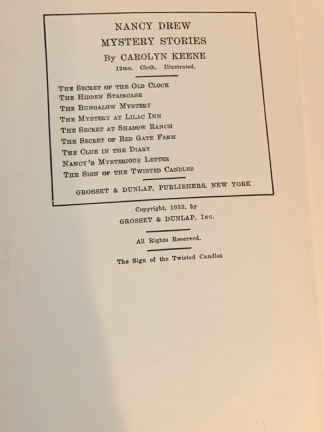 NANCY DREW
MYSTERY STORIES
By CAROLYN KEENE
12mo. Cloth. Illustrated.
The Secret of the Old Clock
The Hidden Staircase
The Bungalow Mystery
The Mystery at Lilac Inn
The Secret at Shadow Ranch
The Secret of Red Gate Farm
The Clue in the Diary
Nancy's Mysterious Letter
The Sign of the Twisted Candles
GROSSET & DUNLAP, PUBLISHERS, NEW YORK
Copyright, 1933, by
GROSSET & DUNLAP, Inc.
All Rights Reserved.
The Sign of the Twisted Candles